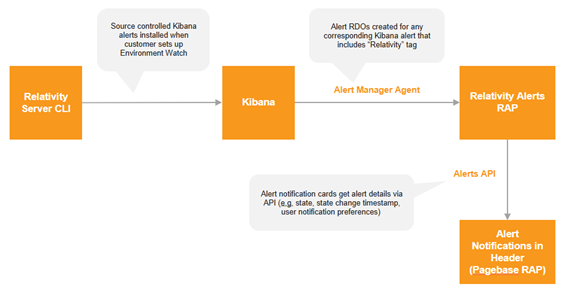 Source controlled Kibana
alerts installed when
customer sets up
Environment Watch
Alert RDOs created for any
corresponding Kibana alert that
includes “Relativity” tag
Relativity
Server CLI
Kibana
Alert Manager Agent
Relativity Alerts
RAP
Alerts API
Alert notification cards get alert details via
API (e,g, state, state change timestamp,
user notification preferences)
Alert
Notifications in
Header
(Pagebase RAP)